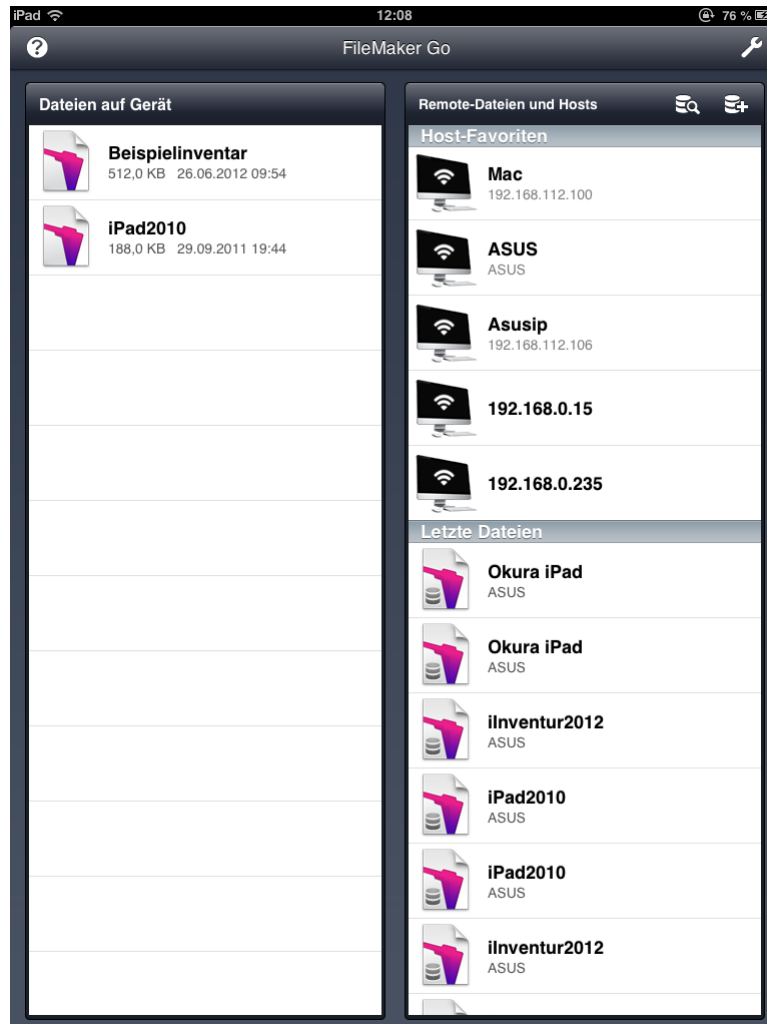 iPad 12:08 76 %
FileMaker Go
Dateien auf Gerät
Beispielinventar
512,0 KB 26.06.2012 09:54
iPad2010
188,0 KB 29.09.2011 19:44
Remote-Dateien und Hosts
Host-Favoriten
Mac
192.168.112.100
ASUS
ASUS
Asusip
192.168.112.106
192.168.0.15
192.168.0.235
Letzte Dateien
Okura iPad
ASUS
Okura iPad
ASUS
iInventur2012
ASUS
iPad2010
ASUS
iPad2010
ASUS
iInventur2012
ASUS